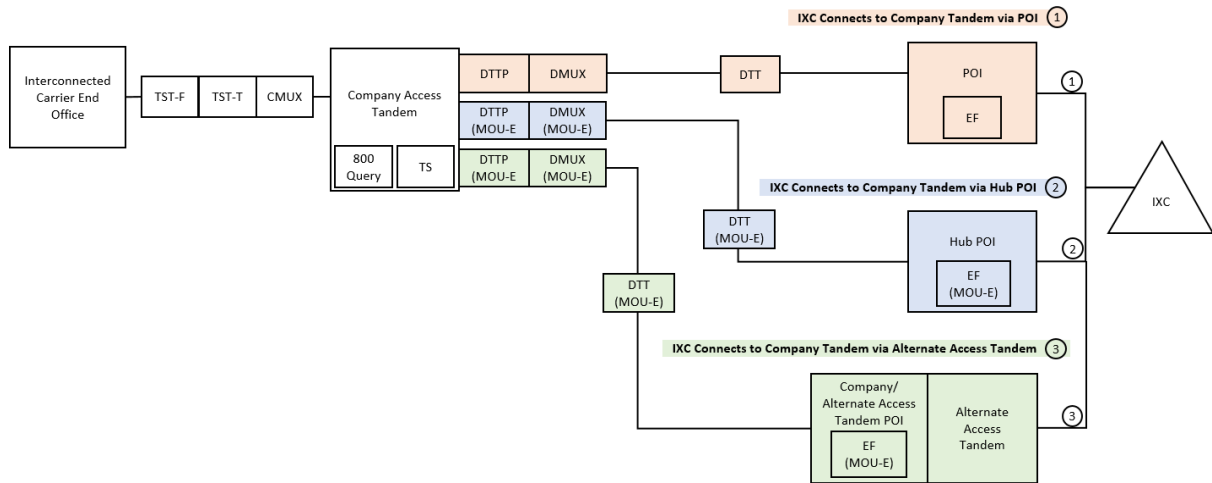 IXC Connects to Company Tandem via POI 1
Interconnected
Carrier End
Office
TST-F
TST-T
CMUX
Company Access
Tandem
800
Query
TS
DTTP
DMUX
DTT
POI
EF
1
DTTP
(MOU-E
DMUX
(MOU-E)
DTTP
(MOU-E
DMUX
(MOU-E)
IXC Connects to Company Tandem via Hub POI 2
DTT
(MOU-E)
Hub POI
EF
(MOU-E)
2
IXC
DTT
(MOU-E)
IXC Connects to Company Tandem via Alternate Access Tandem 3
Company/
Alternate Access
Tandem POI
EF
(MOU-E)
Alternate
Access
Tandem
3